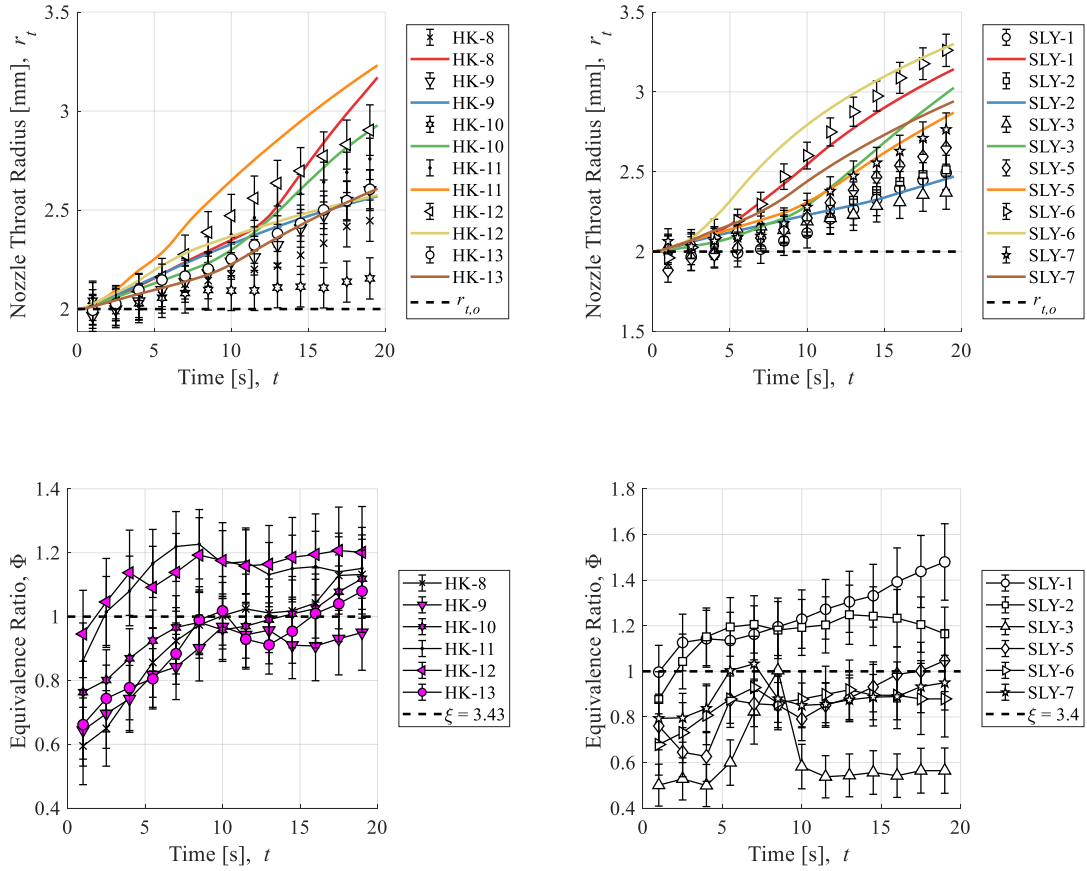 3.5
3
2.5
2
0
5
10
15
20
Nozzle Throat Radius [mm], r_t
Time [s], t
HK-8
HK-8
HK-9
HK-9
HK-10
HK-10
HK-11
HK-11
HK-12
HK-12
HK-13
HK-13
r_t,o
3.5
3
2.5
2
1.5
0
5
10
15
20
Nozzle Throat Radius [mm], r_t
Time [s], t
SLY-1
SLY-1
SLY-2
SLY-2
SLY-3
SLY-3
SLY-5
SLY-5
SLY-6
SLY-6
SLY-7
SLY-7
r_t,o
1.4
1.2
1
0.8
0.6
0.4
0
5
10
15
20
Equivalence Ratio, Φ
Time [s], t
HK-8
HK-9
HK-10
HK-11
HK-12
HK-13
ξ = 3.43
1.8
1.6
1.4
1.2
1
0.8
0.6
0.4
0
5
10
15
20
Equivalence Ratio, Φ
Time [s], t
SLY-1
SLY-2
SLY-3
SLY-5
SLY-6
SLY-7
ξ = 3.4